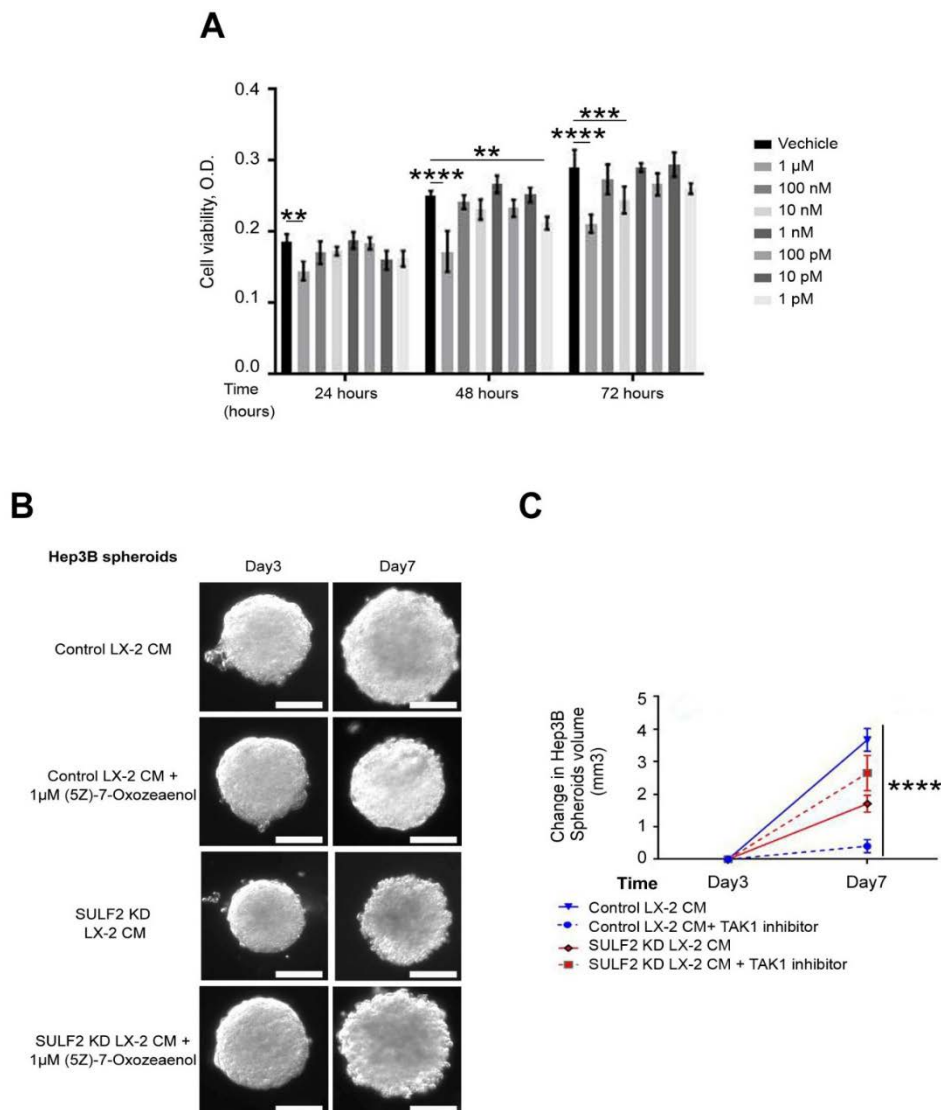 A
Cell viability, O.D.
0.4
0.3
0.2
0.1
0.0
**
****
**
****
***
Time
(hours)
24 hours
48 hours
72 hours
Vechicle
1 µM
100 nM
10 nM
1 nM
100 pM
10 pM
1 pM
B
Hep3B spheroids
Day3
Day7
Control LX-2 CM
Control LX-2 CM +
1µM (5Z)-7-Oxozeaenol
SULF2 KD
LX-2 CM
SULF2 KD LX-2 CM +
1µM (5Z)-7-Oxozeaenol
C
Change in Hep3B
Spheroids volume
(mm3)
5
4
3
2
1
0
****
Time
Day3
Day7
Control LX-2 CM
Control LX-2 CM+ TAK1 inhibitor
SULF2 KD LX-2 CM
SULF2 KD LX-2 CM + TAK1 inhibitor